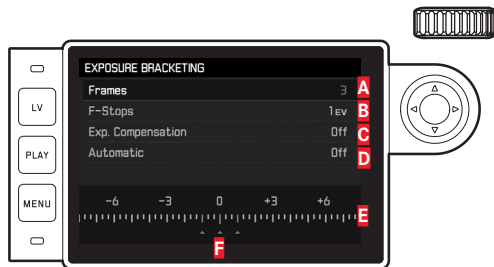 EXPOSURE BRACKETING
Frames 3 A
F-Stops 1EV B
Exp. Compensation Off C
Automatic Off D
-6 -3 0 +3 +6
E
F
LV
PLAY
MENU